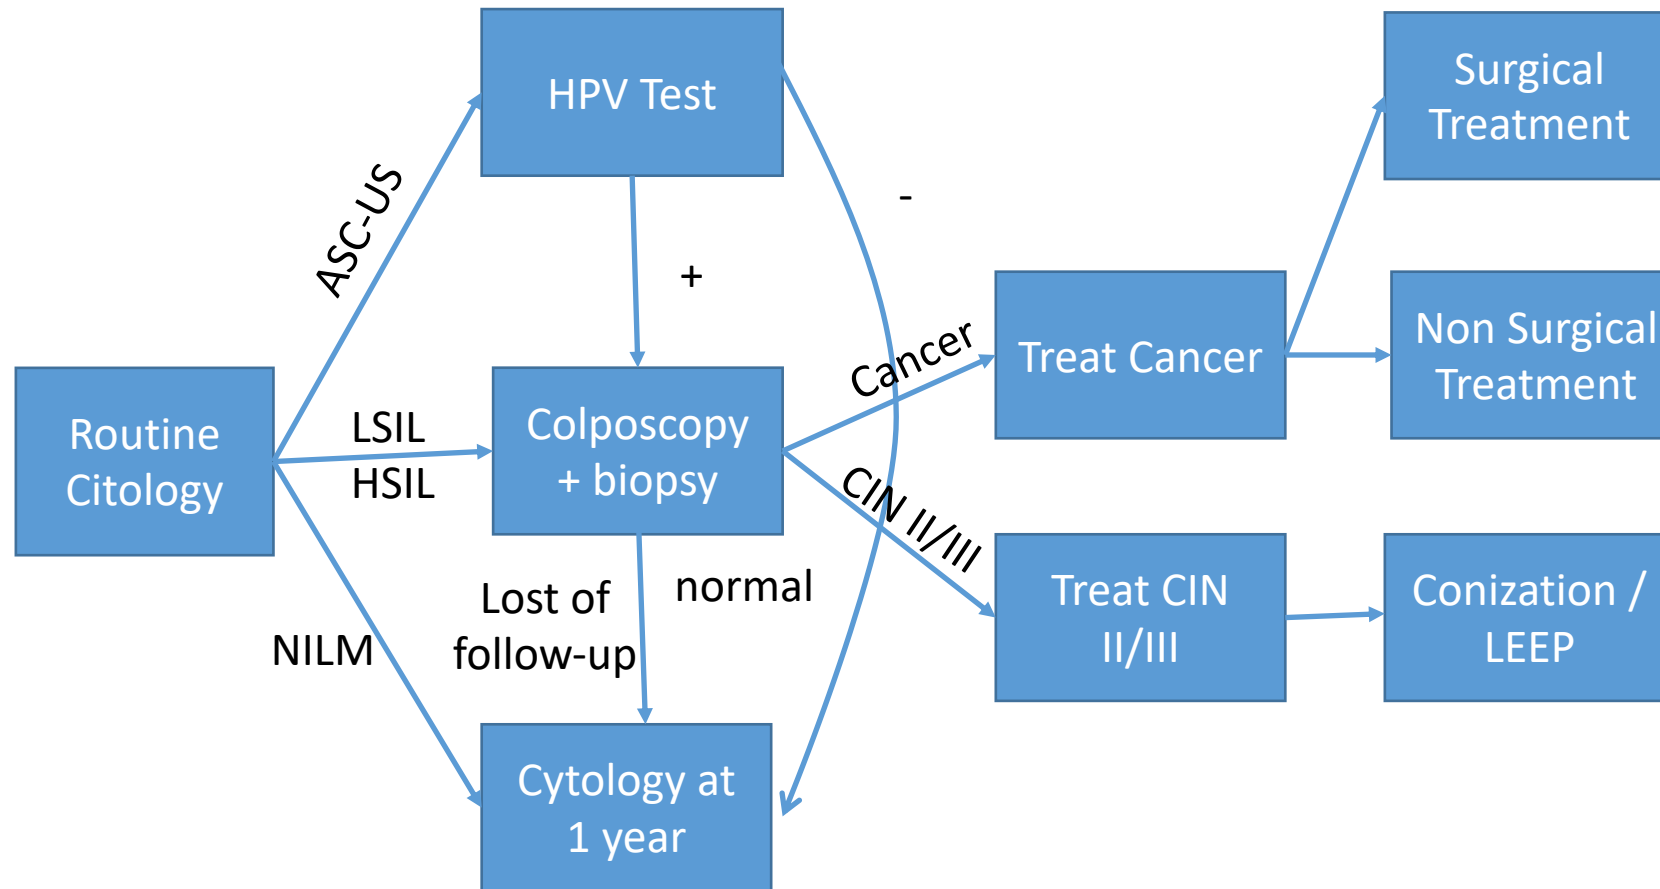 HPV Test
Surgical
Treatment
ASC-US
-
+
Cancer
Treat Cancer
Non Surgical
Treatment
Routine
Citology
LSIL
HSIL
Colposcopy
+ biopsy
CIN II/III
NILM
Lost of
follow-up
normal
Treat CIN
II/III
Conization /
LEEP
Cytology at
1 year